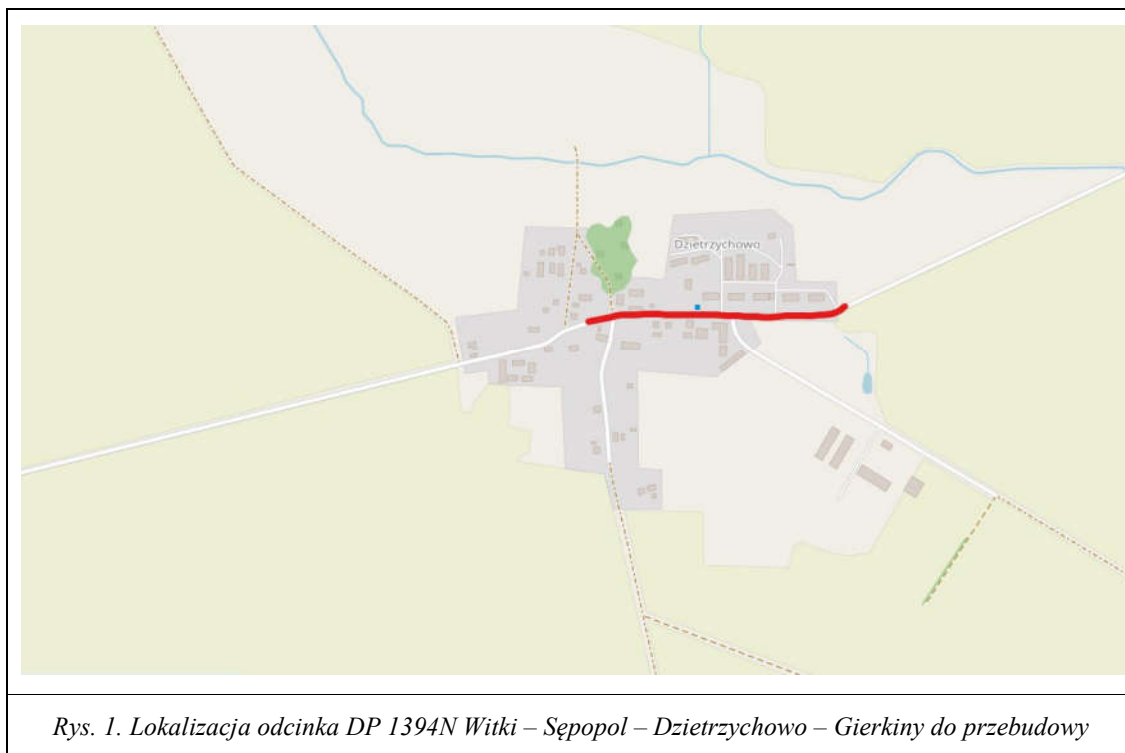 Dzietrzychowo
Rys. 1. Lokalizacja odcinka DP 1394N Witki – Sępopol – Dzietrzychowo – Gierkiny do przebudowy